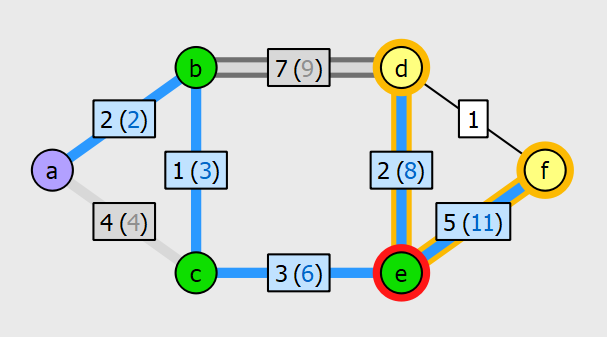 b
7 (9)
d
2 (2)
1
a
1 (3)
2 (8)
f
4 (4)
5 (11)
c
3 (6)
e